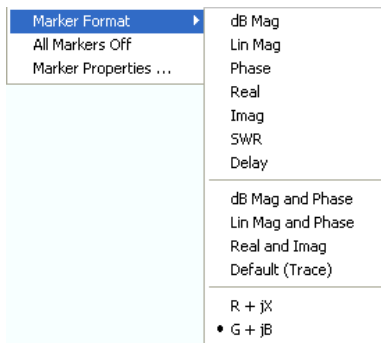 Marker Format
All Markers Off
Marker Properties ...
dB Mag
Lin Mag
Phase
Real
Imag
SWR
Delay
dB Mag and Phase
Lin Mag and Phase
Real and Imag
Default (Trace)
R + jX
G + jB